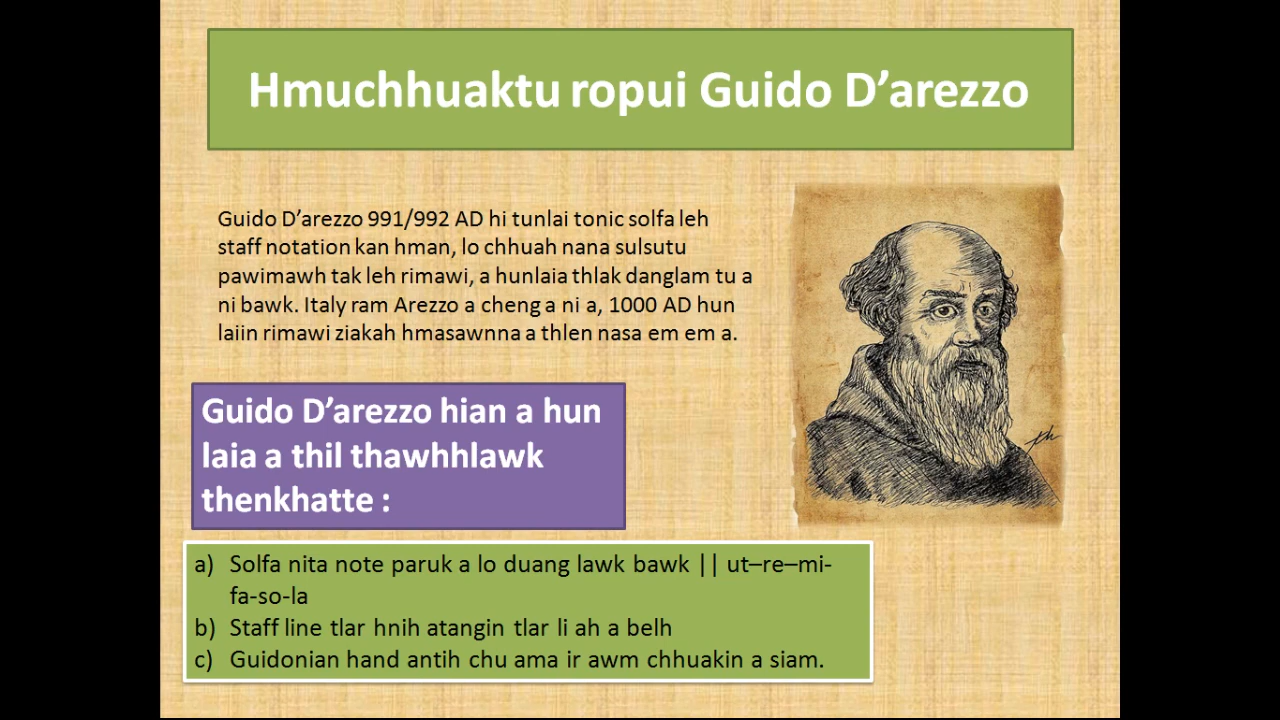 Hmuchhuaktu ropui Guido D’arezzo
Guido D’arezzo 991/992 AD hi tunlai tonic solfa leh
staff notation kan hman, lo chhuah nana sulsutu
pawimawh tak leh rimawi, a hunlaia thlak danglam tu a
ni bawk. Italy ram Arezzo a cheng a ni a, 1000 AD hun
laiin rimawi ziakah hmasawnna a thlen nasa em em a.
Guido D’arezzo hian a hun
laia a thil thawhhlawk
thenkhatte :
a) Solfa nita note paruk a lo duang lawk bawk || ut–re–mi-
fa-so-la
b) Staff line tlar hnih atangin tlar li ah a belh
c) Guidonian hand antih chu ama ir awm chhuakin a siam.